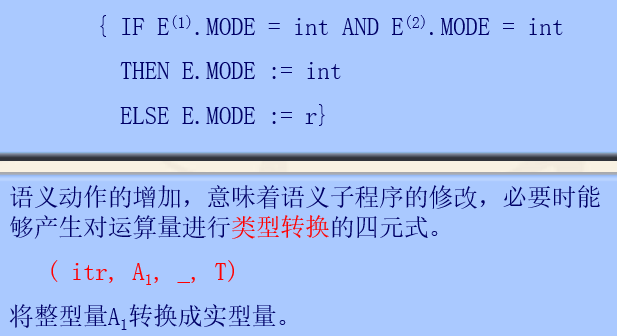 { IF E⁽¹⁾.MODE = int AND E⁽²⁾.MODE = int
THEN E.MODE := int
ELSE E.MODE := r}
语义动作的增加，意味着语义子程序的修改，必要时能
够产生对运算量进行类型转换的四元式。
( itr, A₁, _, T)
将整型量A₁转换成实型量。